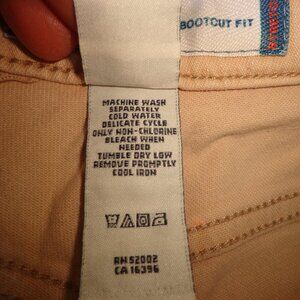 BOOTCUT FIT
MACHINE WASH
SEPARATELY
COLD WATER
DELICATE CYCLE
ONLY NON-CHLORINE
BLEACH WHEN
NEEDED
TUMBLE DRY LOW
REMOVE PROMPTLY
COOL IRON
RN 52002
CA 16396